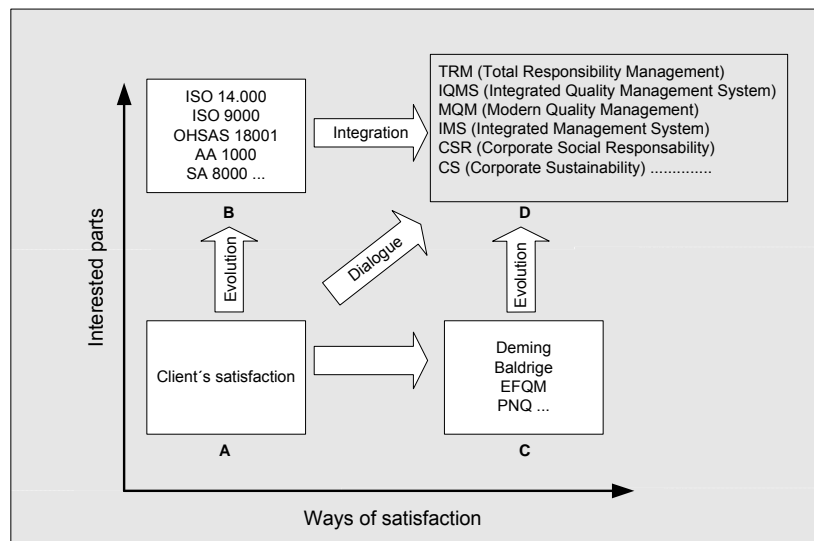 ISO 14.000
ISO 9000
OHSAS 18001
AA 1000
SA 8000 ...
B
Integration
TRM (Total Responsibility Management)
IQMS (Integrated Quality Management System)
MQM (Modern Quality Management)
IMS (Integrated Management System)
CSR (Corporate Social Responsability)
CS (Corporate Sustainability) ..............
D
Interested parts
Evolution
Dialogue
Evolution
Client´s satisfaction
A
Deming
Baldrige
EFQM
PNQ ...
C
Ways of satisfaction